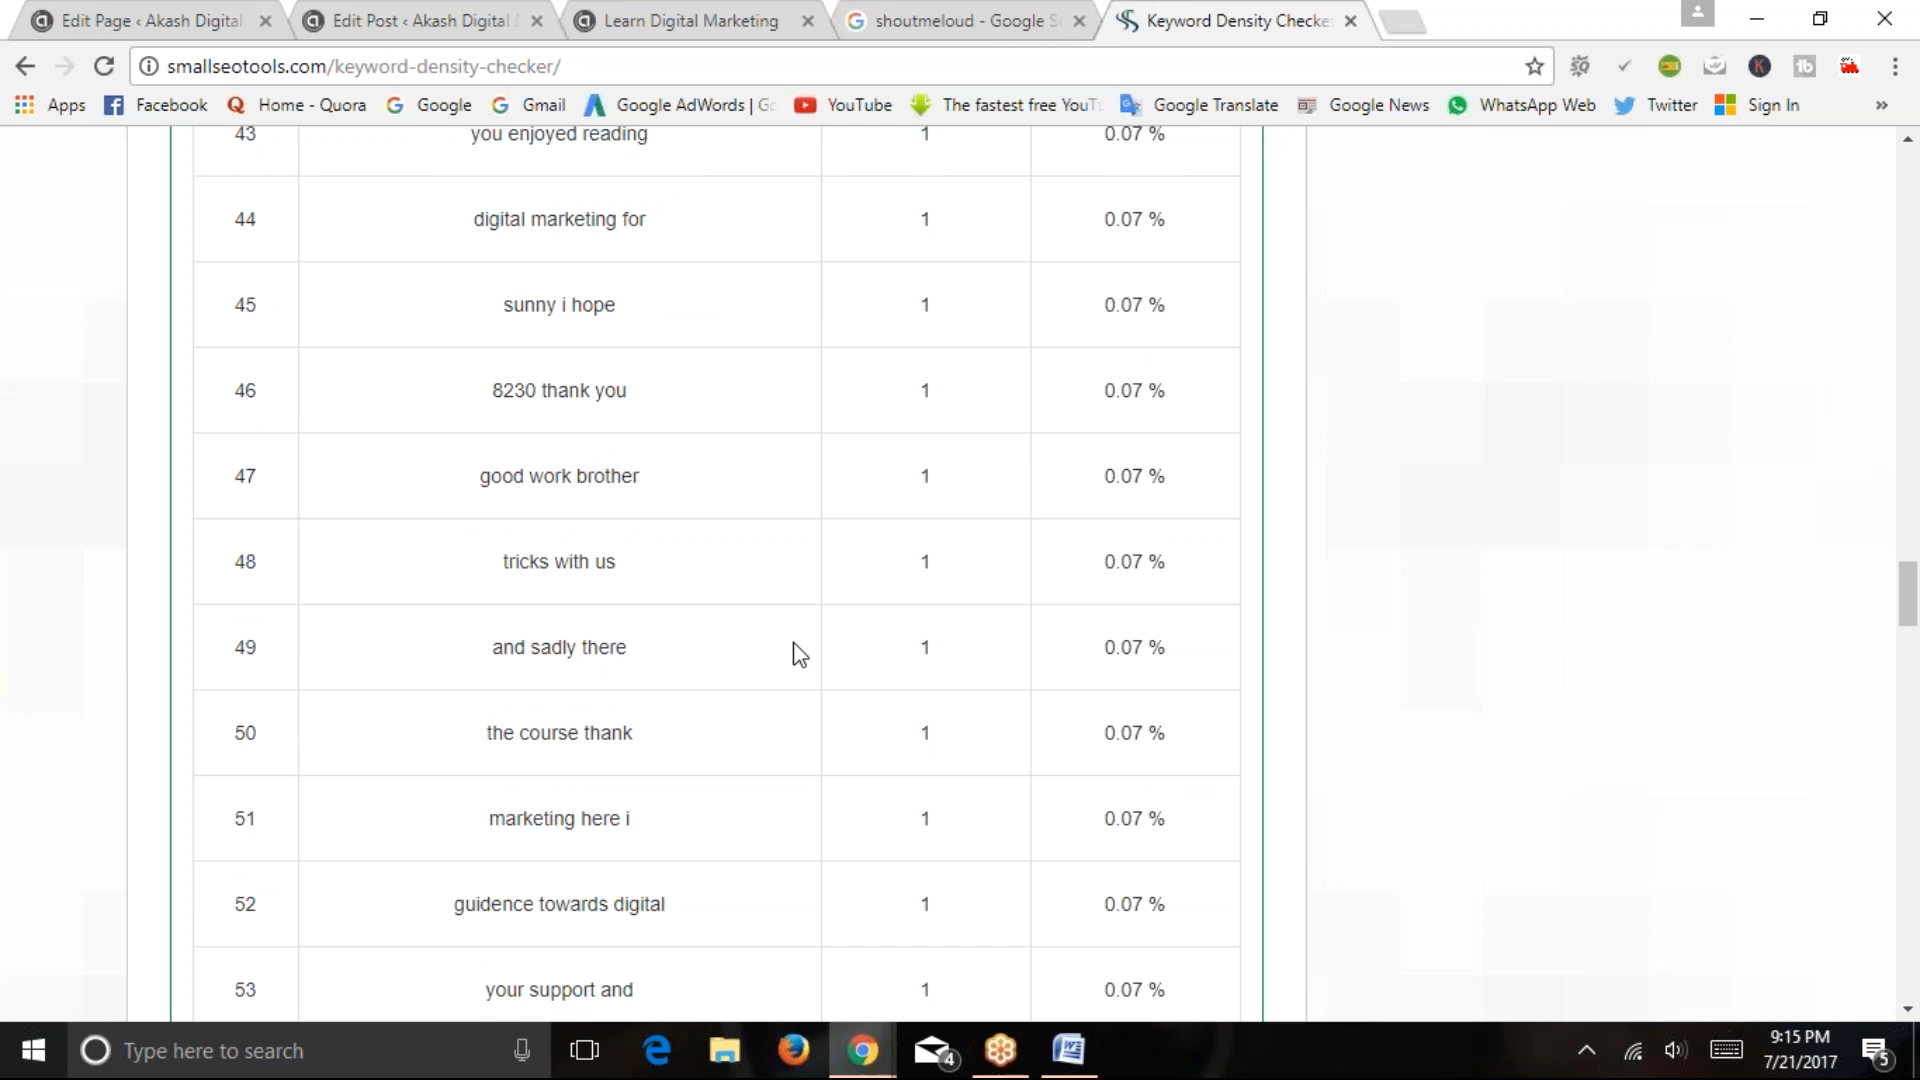 Edit Page ‹ Akash Digital
Edit Post ‹ Akash Digital
Learn Digital Marketing
shoutmeloud - Google S
Keyword Density Checke
smallseotools.com/keyword-density-checker/
Apps
Facebook
Home - Quora
Google
Gmail
Google AdWords | Go
YouTube
The fastest free YouT
Google Translate
Google News
WhatsApp Web
Twitter
Sign In
»
43 you enjoyed reading 1 0.07 %
44 digital marketing for 1 0.07 %
45 sunny i hope 1 0.07 %
46 8230 thank you 1 0.07 %
47 good work brother 1 0.07 %
48 tricks with us 1 0.07 %
49 and sadly there 1 0.07 %
50 the course thank 1 0.07 %
51 marketing here i 1 0.07 %
52 guidence towards digital 1 0.07 %
53 your support and 1 0.07 %
Type here to search
4
9:15 PM
7/21/2017
5